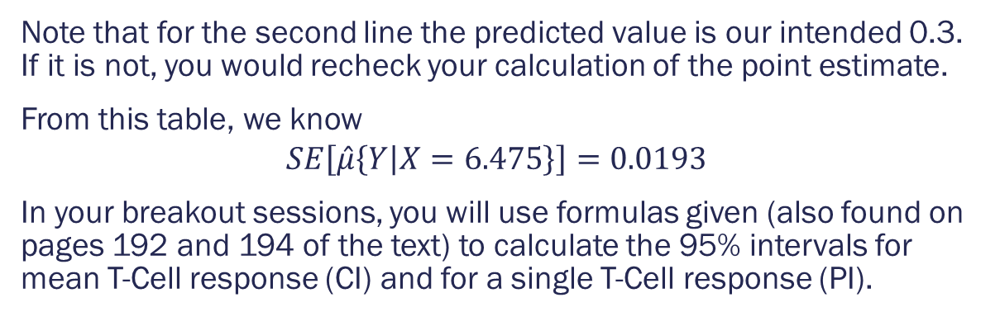 Note that for the second line the predicted value is our intended 0.3.
If it is not, you would recheck your calculation of the point estimate.
From this table, we know
𝑆𝐸[𝜇̂{𝑌|𝑋 = 6.475}] = 0.0193
In your breakout sessions, you will use formulas given (also found on
pages 192 and 194 of the text) to calculate the 95% intervals for
mean T-Cell response (CI) and for a single T-Cell response (PI).